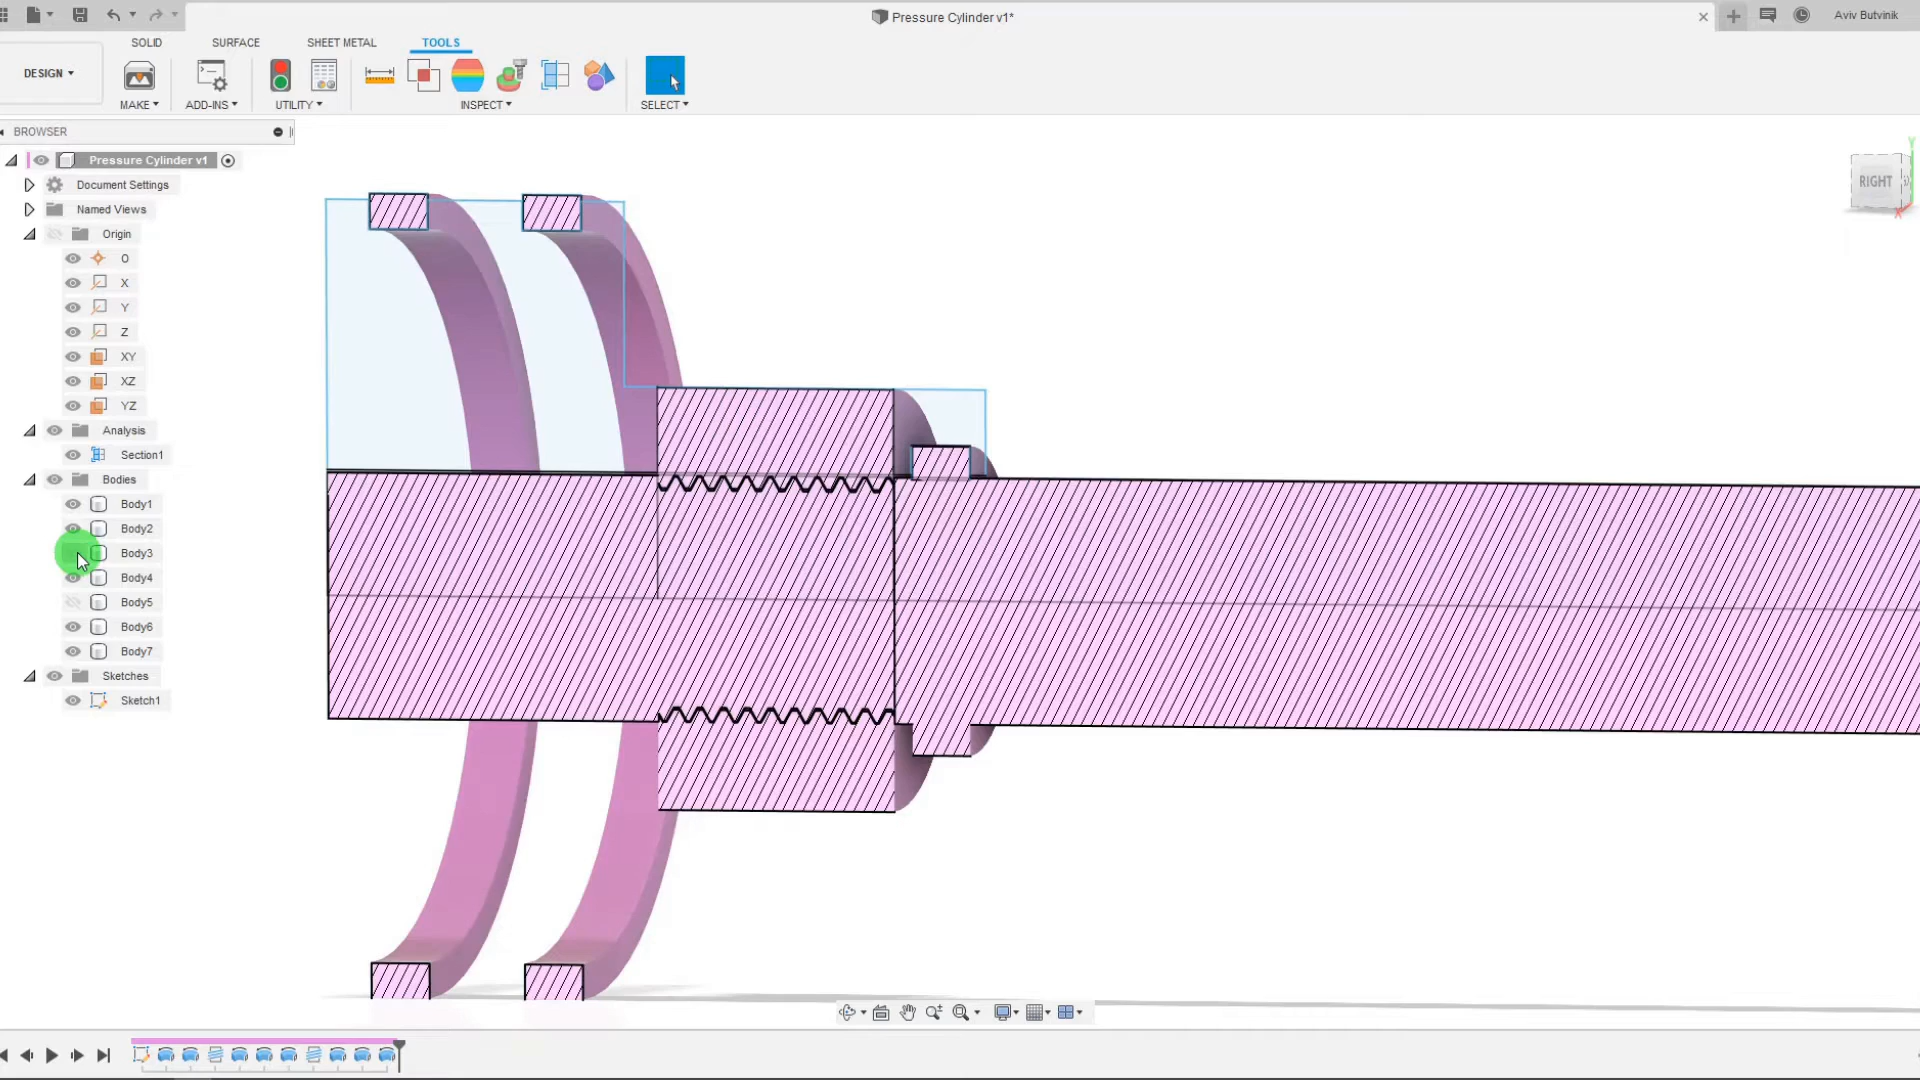 Pressure Cylinder v1*
Aviv Butvinik
SOLID
SURFACE
SHEET METAL
TOOLS
DESIGN
MAKE
ADD-INS
UTILITY
INSPECT
SELECT
BROWSER
Pressure Cylinder v1
Document Settings
Named Views
Origin
O
X
Y
Z
XY
XZ
YZ
Analysis
Section1
Bodies
Body1
Body2
Body3
Body4
Body5
Body6
Body7
Sketches
Sketch1
Y
RIGHT
X